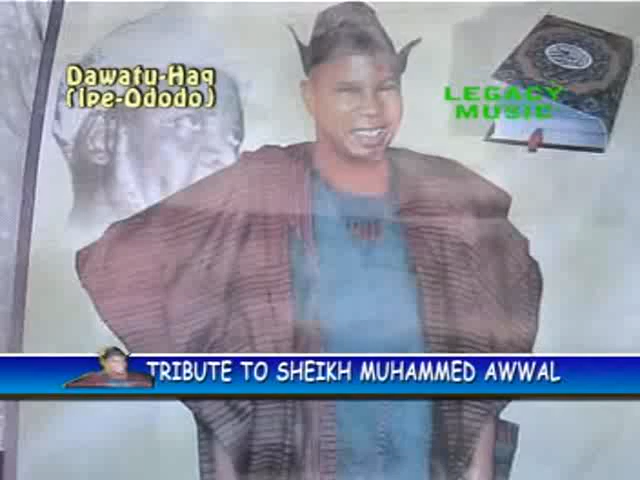 Dawatu-Haq
(Ipe-Ododo)
LEGACY
MUSIC
TRIBUTE TO SHEIKH MUHAMMED AWWAL